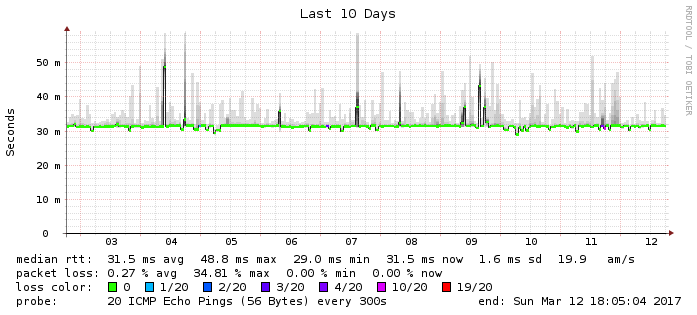 Last 10 Days
RRDTOOL / TOBI OETIKER
Seconds
50 m
40 m
30 m
20 m
10 m
0
03 04 05 06 07 08 09 10 11 12
median rtt: 31.5 ms avg 48.8 ms max 29.0 ms min 31.5 ms now 1.6 ms sd 19.9 am/s
packet loss: 0.27 % avg 34.81 % max 0.00 % min 0.00 % now
loss color: 0 1/20 2/20 3/20 4/20 10/20 19/20
probe: 20 ICMP Echo Pings (56 Bytes) every 300s end: Sun Mar 12 18:05:04 2017